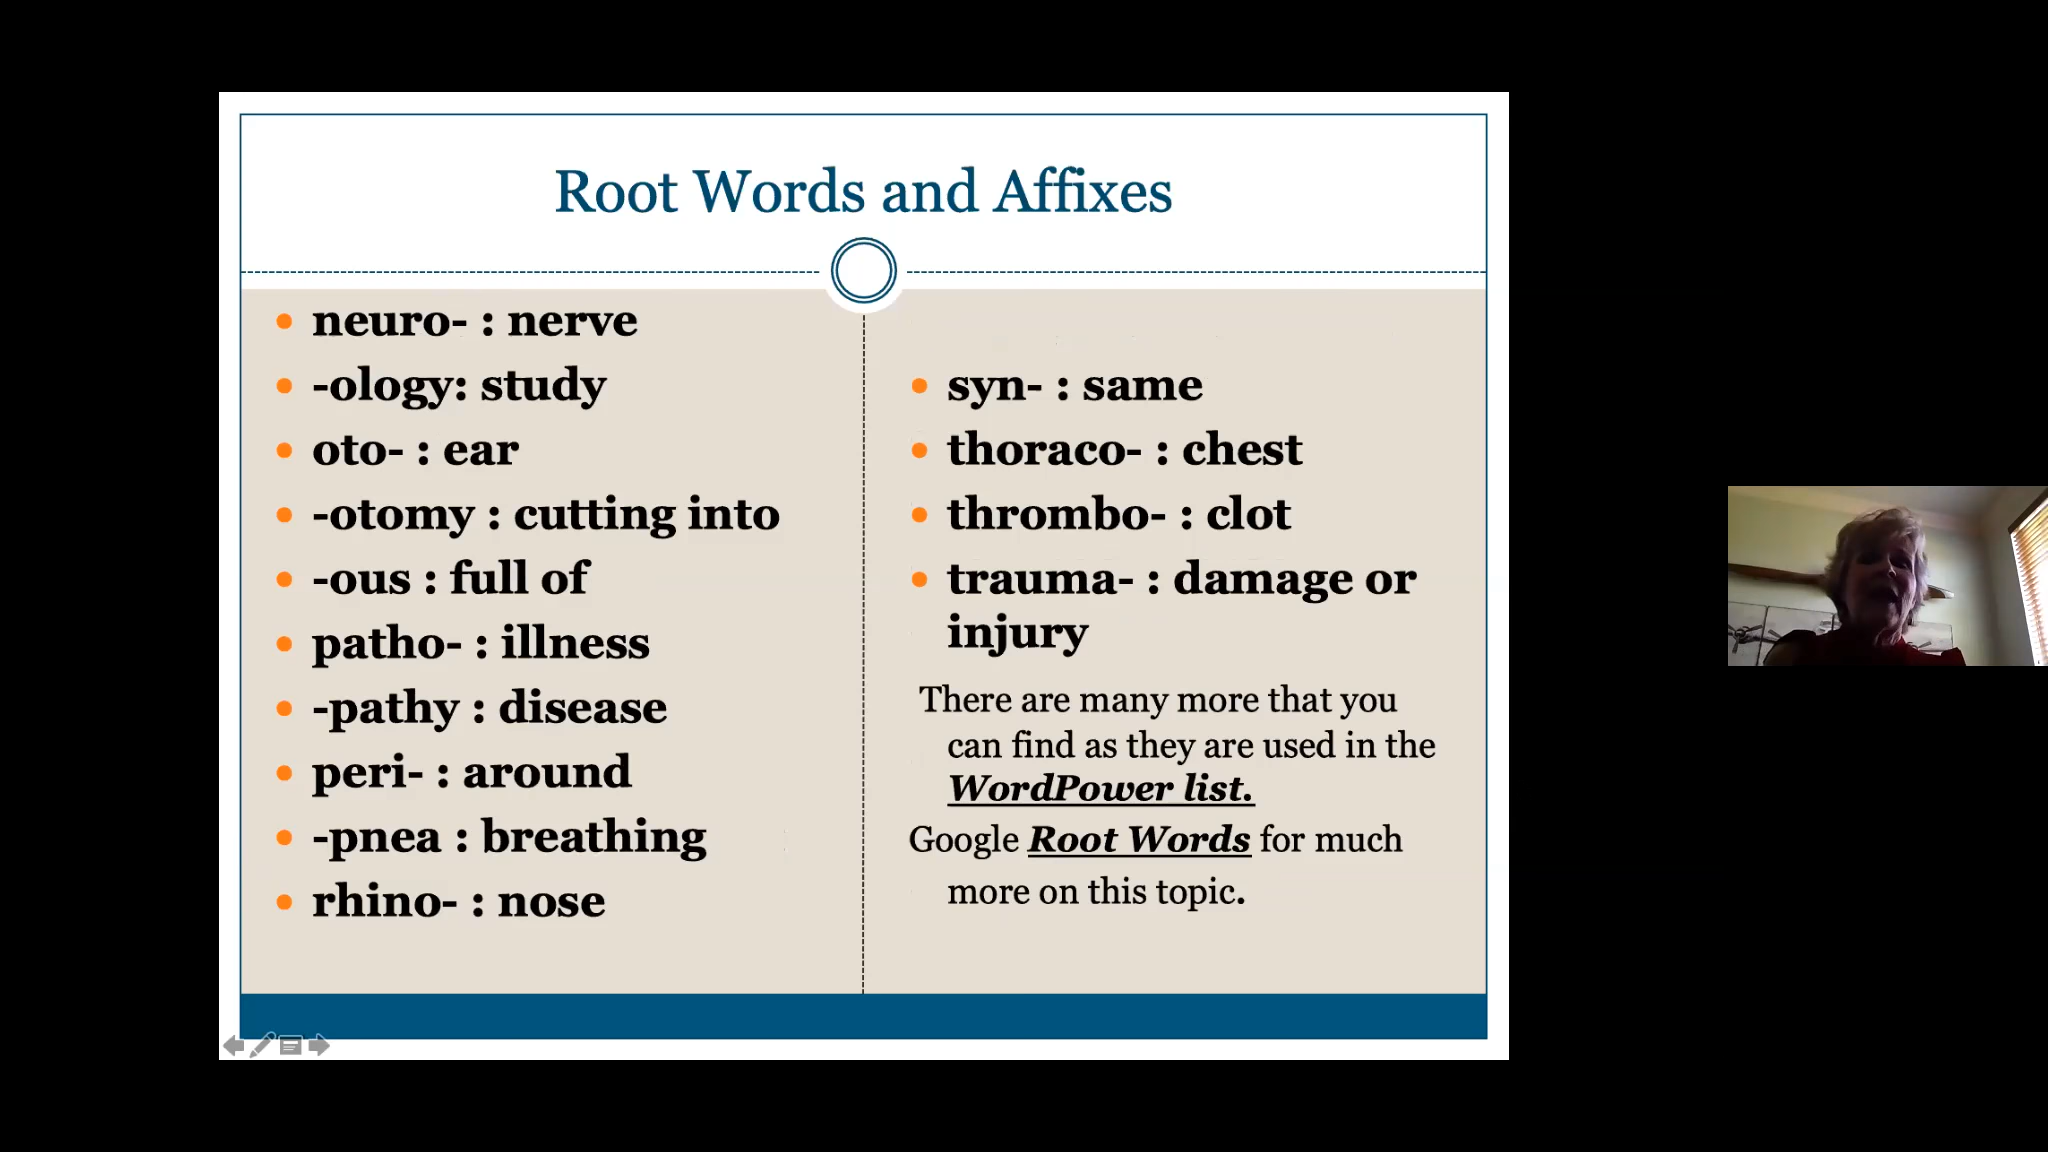 Root Words and Affixes
neuro- : nerve
-ology: study
oto- : ear
-otomy : cutting into
-ous : full of
patho- : illness
-pathy : disease
peri- : around
-pnea : breathing
rhino- : nose
syn- : same
thoraco- : chest
thrombo- : clot
trauma- : damage or
injury
There are many more that you
can find as they are used in the
WordPower list.
Google Root Words for much
more on this topic.